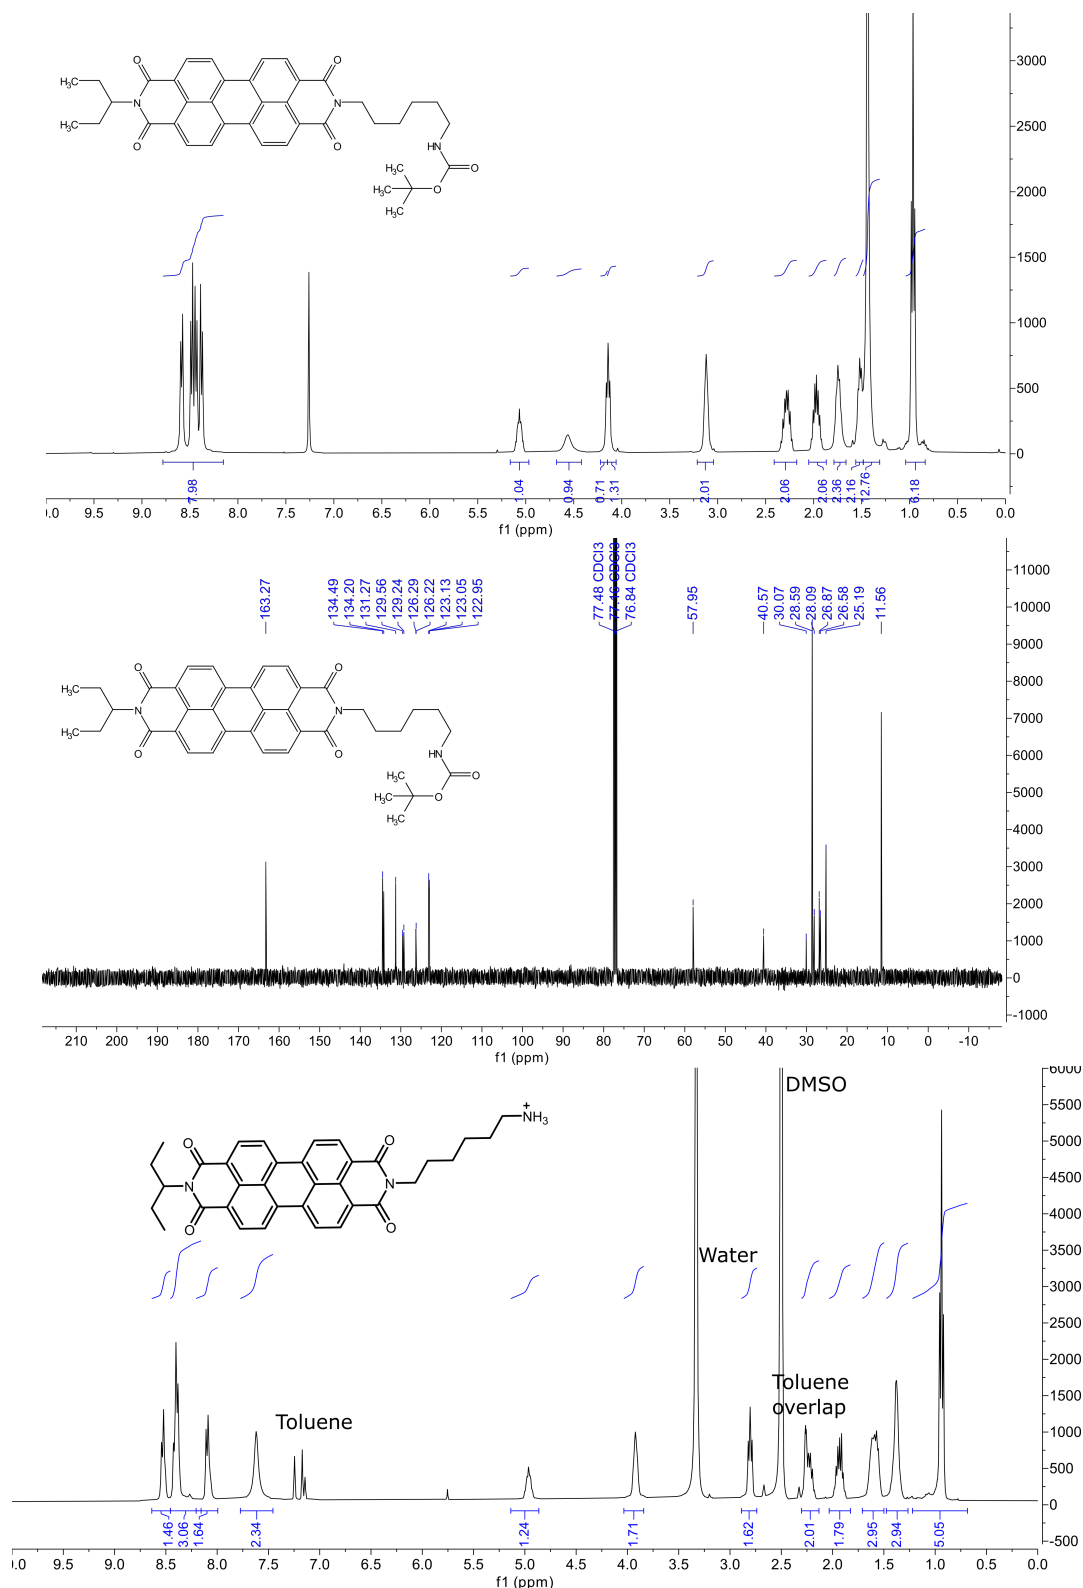 O
O
H₃C
N
N
H₃C
O
O
HN
O
H₃C
H₃C
O
H₃C
3500
3000
2500
2000
1500
1000
500
0
7.98
1.04
0.94
0.71
1.31
2.01
2.06
2.06
2.36
2.16
12.76
6.18
.0.0 9.5 9.0 8.5 8.0 7.5 7.0 6.5 6.0 5.5 5.0 4.5 4.0 3.5 3.0 2.5 2.0 1.5 1.0 0.5 0.0
f1 (ppm)
163.27
134.49
134.20
131.27
129.56
129.24
126.29
126.22
123.13
123.05
122.95
77.48 CDCl3
77.16 CDCl3
76.84 CDCl3
57.95
40.57
30.07
28.59
28.09
26.87
26.58
25.19
11.56
O
O
H₃C
N
N
H₃C
O
O
HN
O
H₃C
H₃C
O
H₃C
11000
10000
9000
8000
7000
6000
5000
4000
3000
2000
1000
0
-1000
210 200 190 180 170 160 150 140 130 120 110 100 90 80 70 60 50 40 30 20 10 0 -10
f1 (ppm)
DMSO
+
NH₃
O
O
N
N
O
O
Water
Toluene
overlap
Toluene
6000
5500
5000
4500
4000
3500
3000
2500
2000
1500
1000
500
0
-500
1.46
3.06
1.64
2.34
1.24
1.71
1.62
2.01
1.79
2.95
2.94
5.05
0.0 9.5 9.0 8.5 8.0 7.5 7.0 6.5 6.0 5.5 5.0 4.5 4.0 3.5 3.0 2.5 2.0 1.5 1.0 0.5 0.0
f1 (ppm)